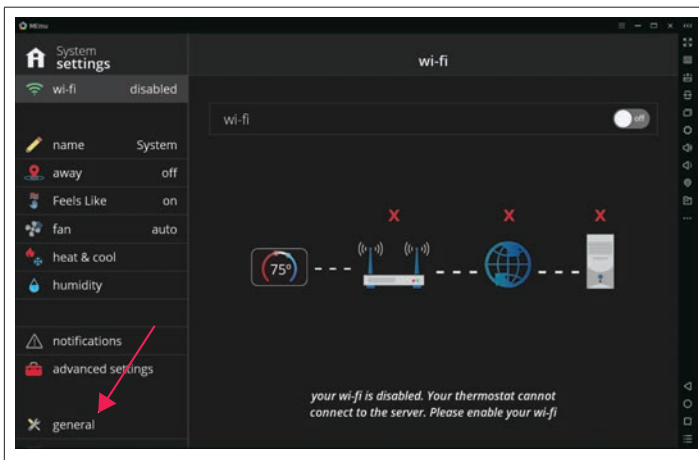 MEmu
System
settings
wi-fi
wi-fi disabled
wi-fi
off
name System
away off
Feels Like on
fan auto
heat & cool
humidity
X X X
75°
notifications
advanced settings
your wi-fi is disabled. Your thermostat cannot
connect to the server. Please enable your wi-fi
general